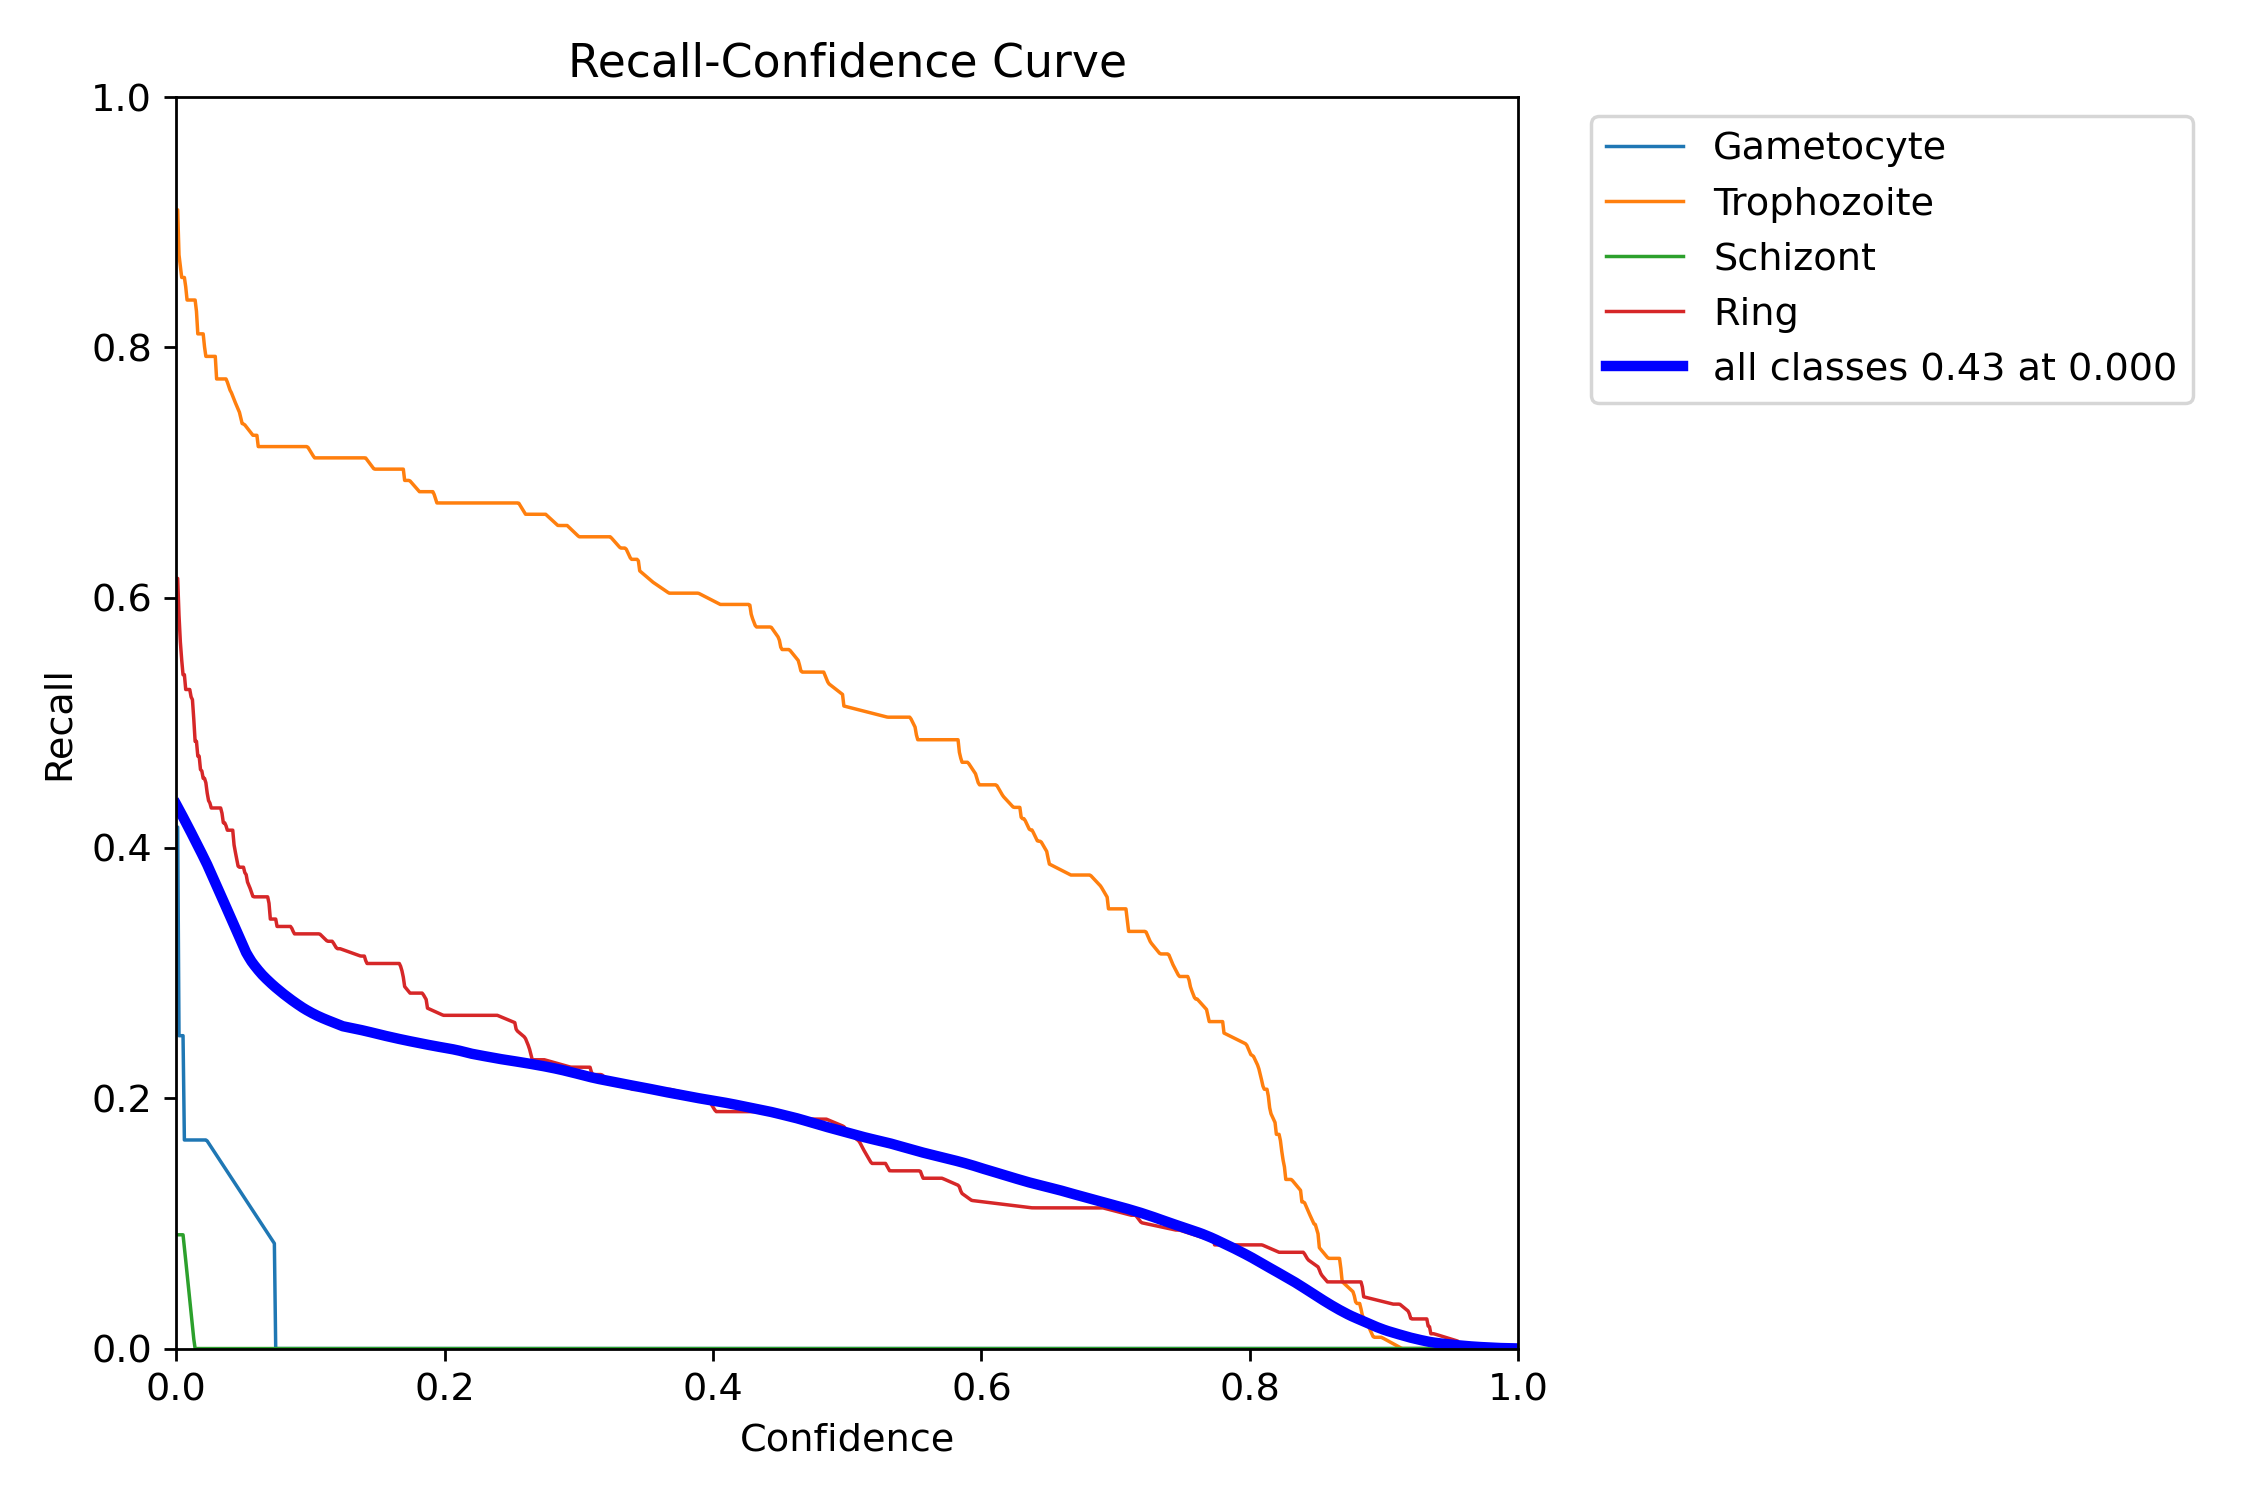 Recall-Confidence Curve
1.0
0.8
0.6
0.4
0.2
0.0
Recall
0.0 0.2 0.4 0.6 0.8 1.0
Confidence
Gametocyte
Trophozoite
Schizont
Ring
all classes 0.43 at 0.000